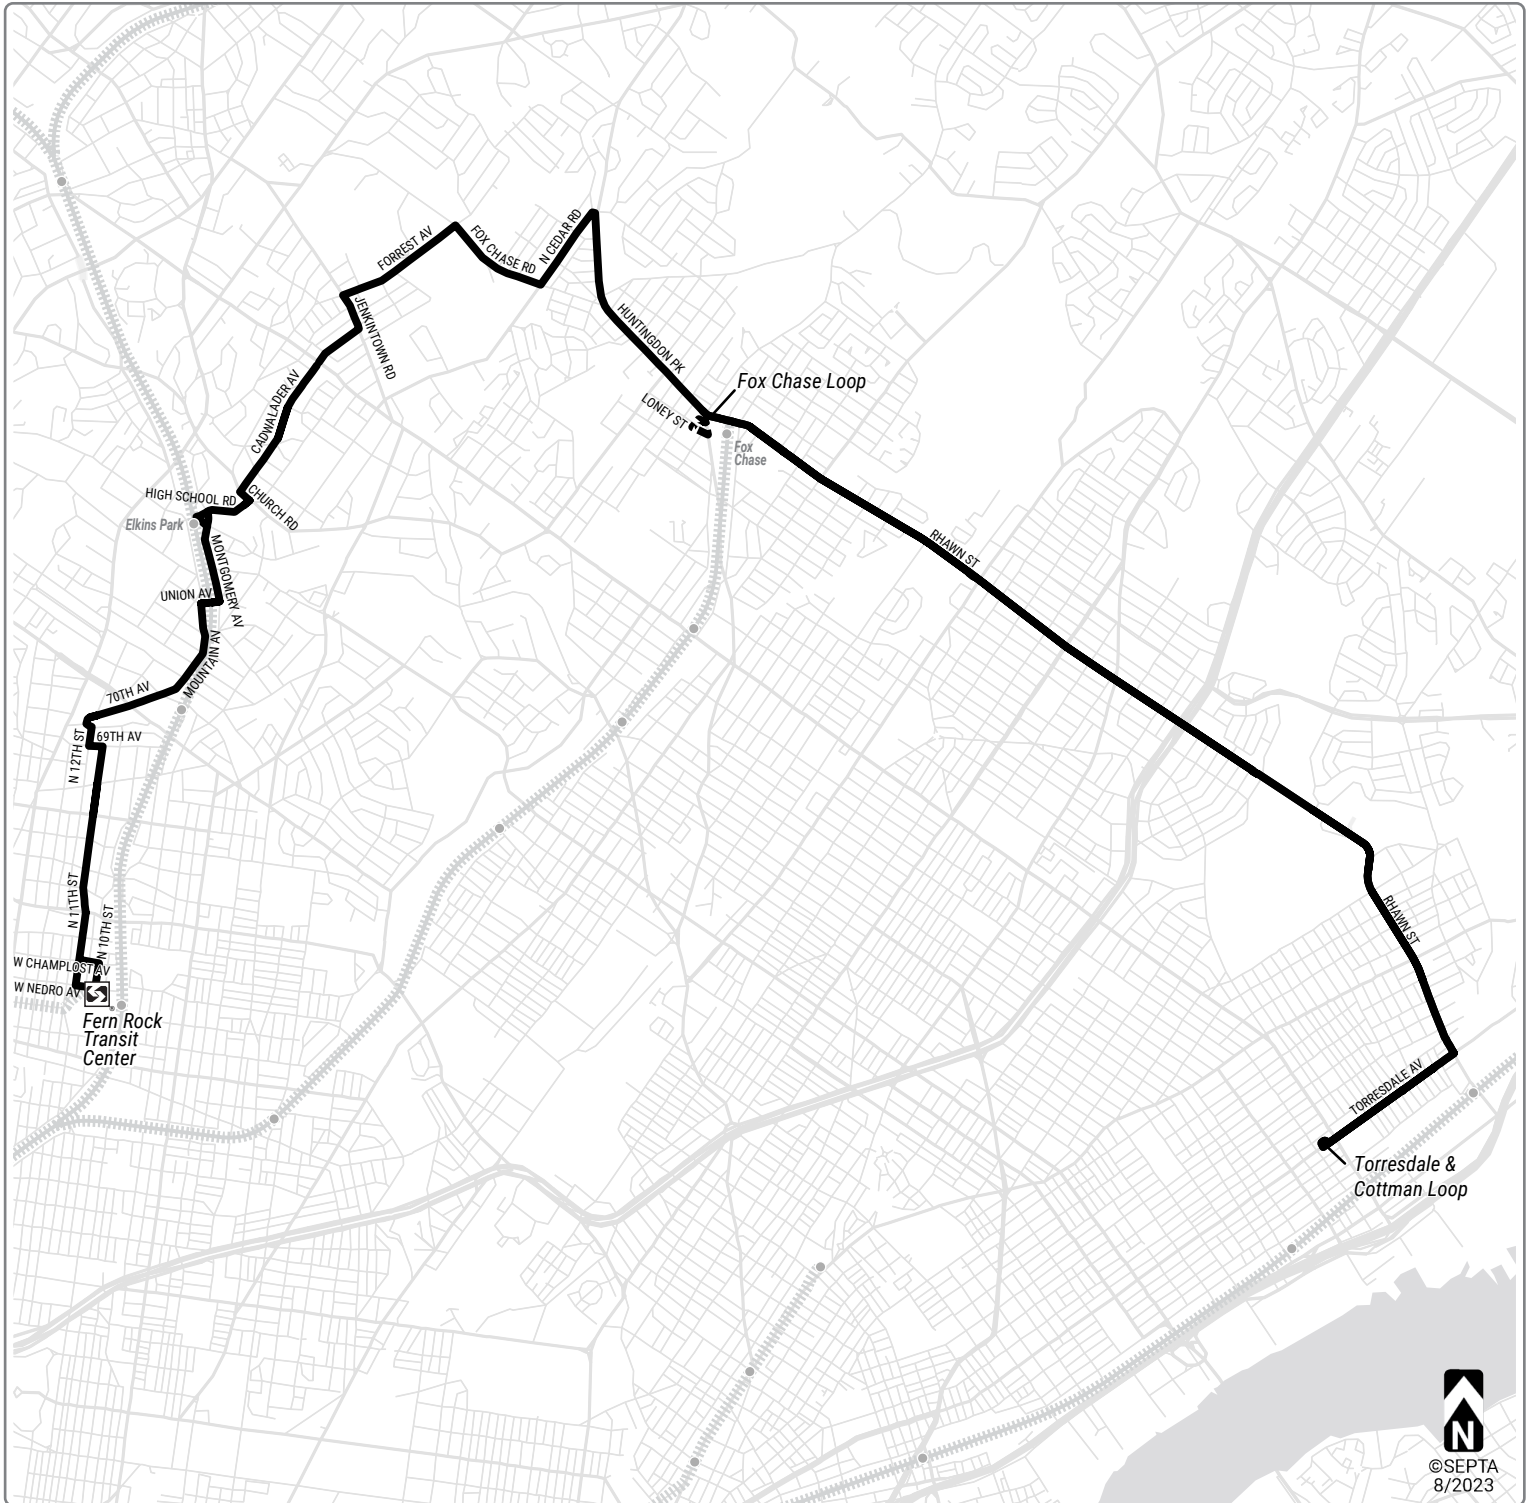 FORREST AV
FOX CHASE RD
N CEDAR RD
JENKINTOWN RD
HUNTINGDON PK
CADWALADER AV
Fox Chase Loop
LONEY ST
Fox
Chase
HIGH SCHOOL RD
CHURCH RD
Elkins Park
MONTGOMERY AV
RHAWN ST
UNION AV
MOUNTAIN AV
70TH AV
69TH AV
N 12TH ST
N 11TH ST
N 10TH ST
RHAWN ST
W CHAMPLOST AV
W NEDRO AV
Fern Rock
Transit
Center
TORRESDALE AV
Torresdale &
Cottman Loop
N
©SEPTA
8/2023